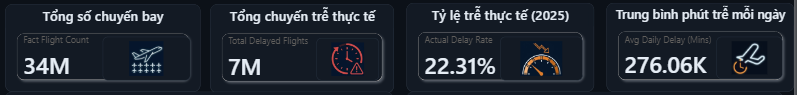 Tổng số chuyến bay
Fact Flight Count
34M
Tổng chuyến trễ thực tế
Total Delayed Flights
7M
Tỷ lệ trễ thực tế (2025)
Actual Delay Rate
22.31%
Trung bình phút trễ mỗi ngày
Avg Daily Delay (Mins)
276.06K